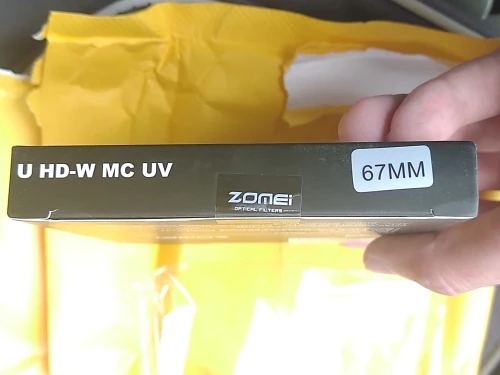 U HD-W MC UV
67MM
ZOMEI
OPTICAL FILTERS